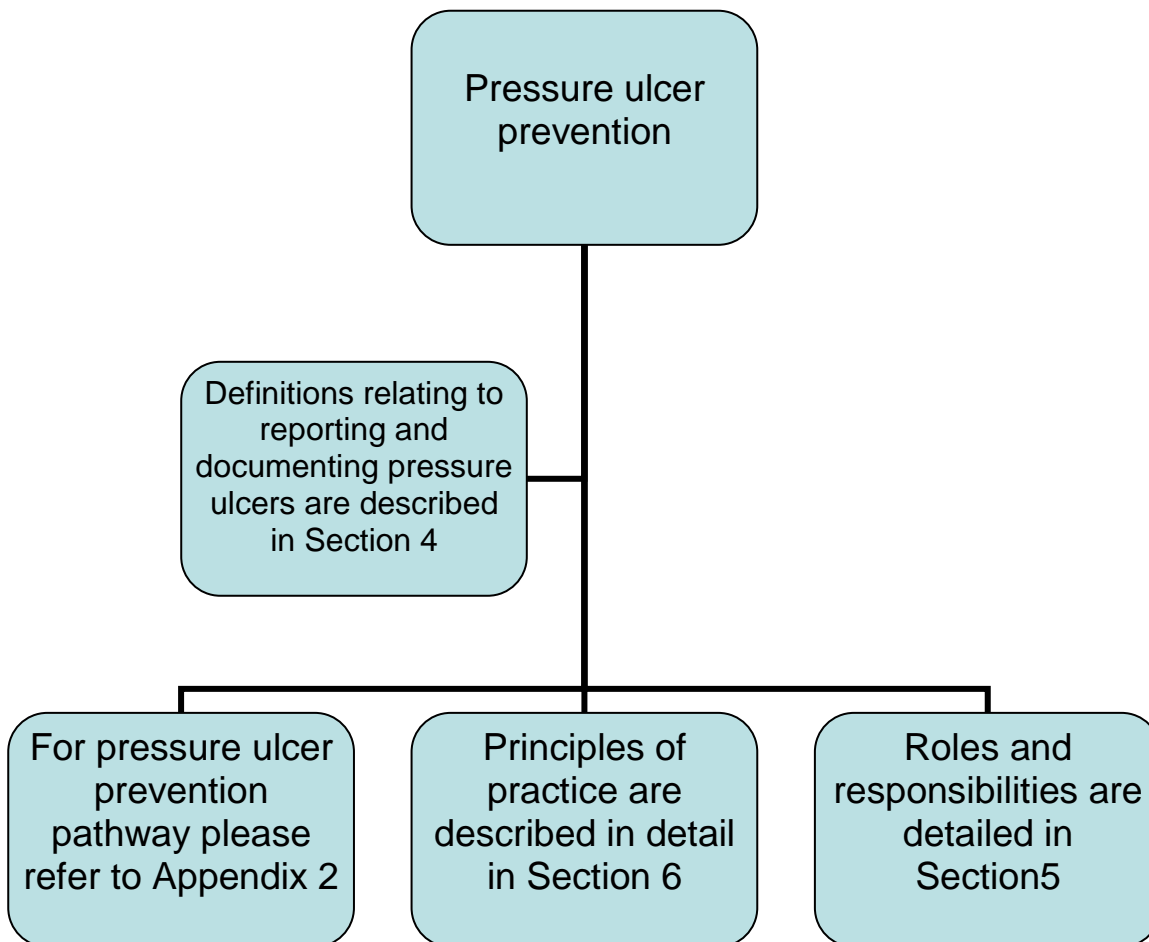 Pressure ulcer
prevention
Definitions relating to
reporting and
documenting pressure
ulcers are described
in Section 4
For pressure ulcer
prevention
pathway please
refer to Appendix 2
Principles of
practice are
described in detail
in Section 6
Roles and
responsibilities are
detailed in
Section5